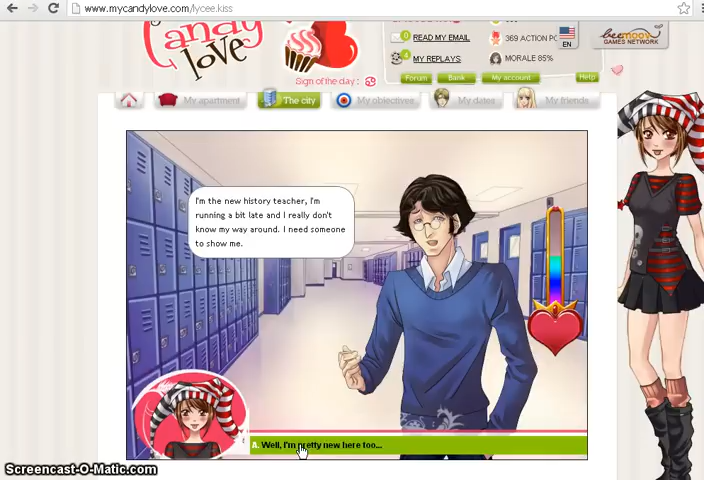 www.mycandylove.com/lycee.kiss
Candy
love
Sign of the day :
0 READ MY EMAIL
4 MY REPLAYS
369 ACTION PO
MORALE 85%
EN
beemoov
GAMES NETWORK
Forum
Bank
My account
Help
My apartment
The city
My objectives
My dates
My friends
I'm the new history teacher, I'm
running a bit late and I really don't
know my way around. I need someone
to show me.
A. Well, I'm pretty new here too...
Screencast-O-Matic.com